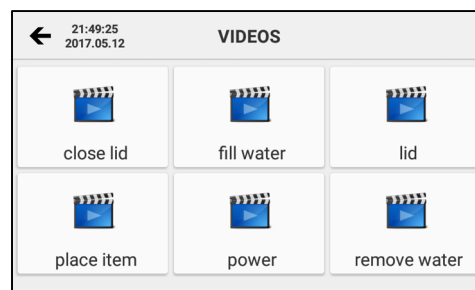 21:49:25
2017.05.12
VIDEOS
close lid
fill water
lid
place item
power
remove water